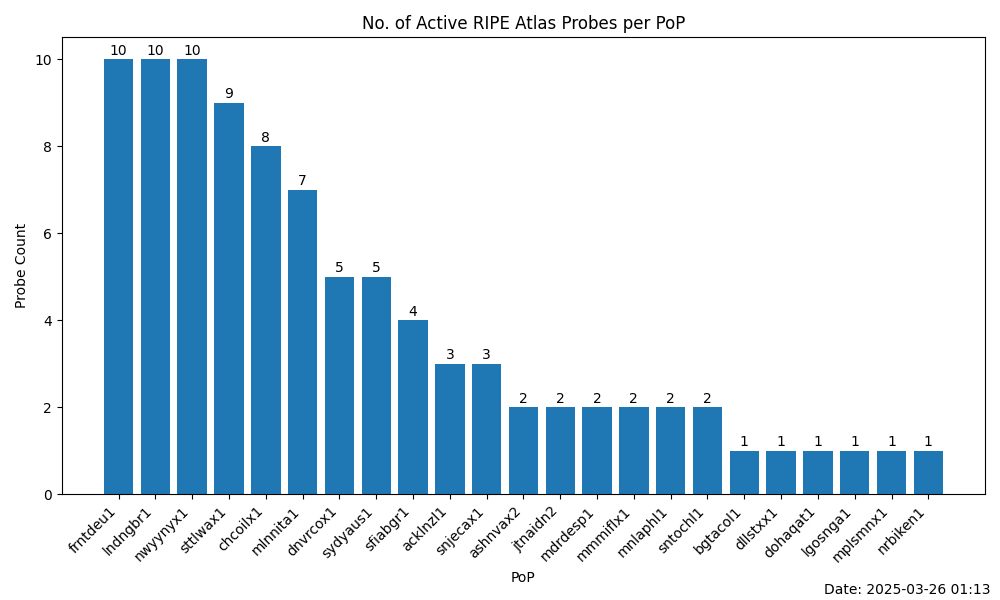 No. of Active RIPE Atlas Probes per PoP
Probe Count
10
8
6
4
2
0
10 10 10 9 8 7 5 5 4 3 3 2 2 2 2 2 2 1 1 1 1 1 1
frntdeu1
lndngbr1
nwyynyx1
sttlwax1
chcoilx1
mlnnita1
dnvrcox1
sydyaus1
sfiabgr1
acklnzl1
snjecax1
ashnvax2
jtnaidn2
mdrdesp1
mmmiflx1
mnlaphl1
sntochl1
bgtacol1
dllstxx1
dohaqat1
lgosnga1
mplsmnx1
nrbiken1
PoP
Date: 2025-03-26 01:13